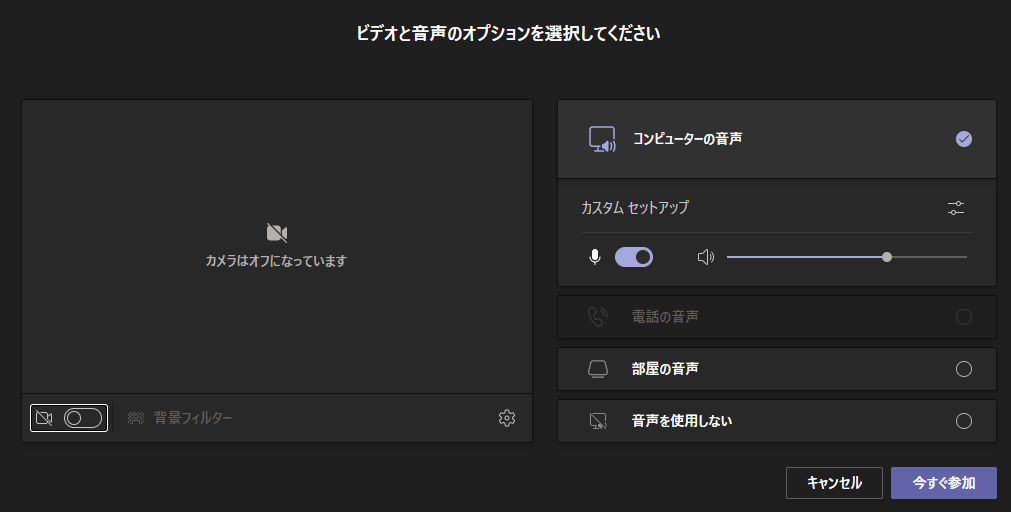 ビデオと音声のオプションを選択してください
カメラはオフになっています
背景フィルター
コンピューターの音声
カスタム セットアップ
電話の音声
部屋の音声
音声を使用しない
キャンセル
今すぐ参加